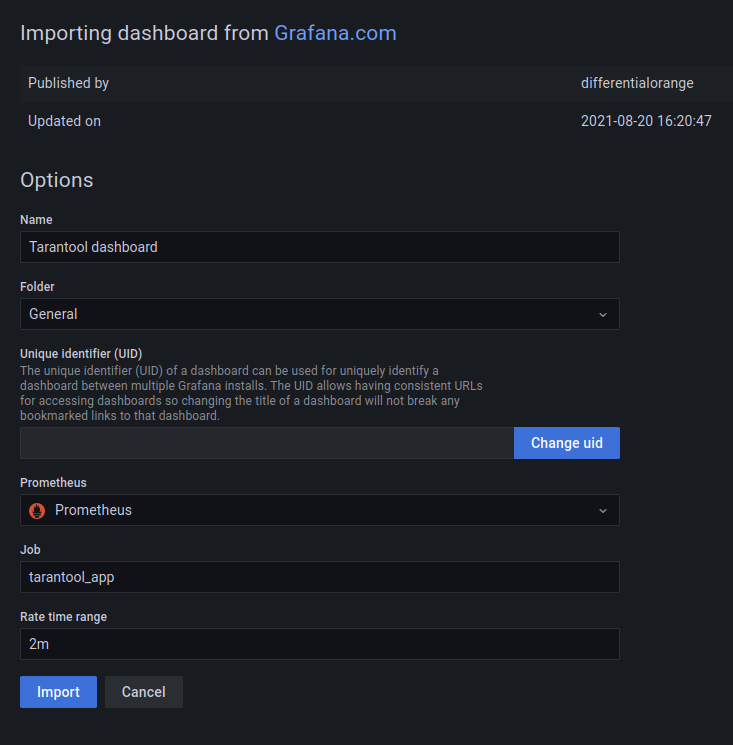 Importing dashboard from Grafana.com
Published by differentialorange
Updated on 2021-08-20 16:20:47
Options
Name
Tarantool dashboard
Folder
General
Unique identifier (UID)
The unique identifier (UID) of a dashboard can be used for uniquely identify a
dashboard between multiple Grafana installs. The UID allows having consistent URLs
for accessing dashboards so changing the title of a dashboard will not break any
bookmarked links to that dashboard.
Change uid
Prometheus
Prometheus
Job
tarantool_app
Rate time range
2m
Import Cancel